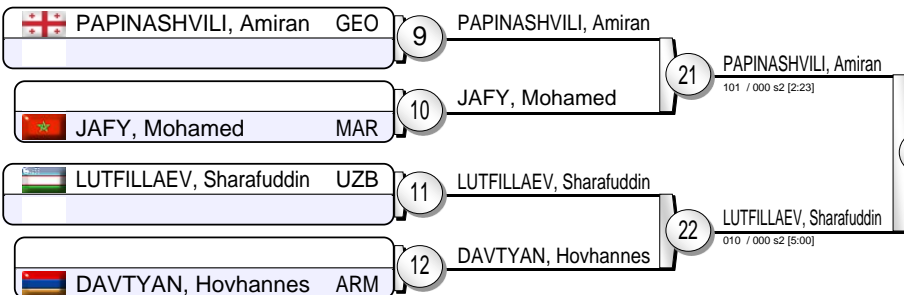 PAPINASHVILI, Amiran GEO
9
PAPINASHVILI, Amiran
21
PAPINASHVILI, Amiran
101 / 000 s2 [2:23]
10
JAFY, Mohamed
JAFY, Mohamed MAR
LUTFILLAEV, Sharafuddin UZB
11
LUTFILLAEV, Sharafuddin
22
LUTFILLAEV, Sharafuddin
010 / 000 s2 [5:00]
12
DAVTYAN, Hovhannes
DAVTYAN, Hovhannes ARM